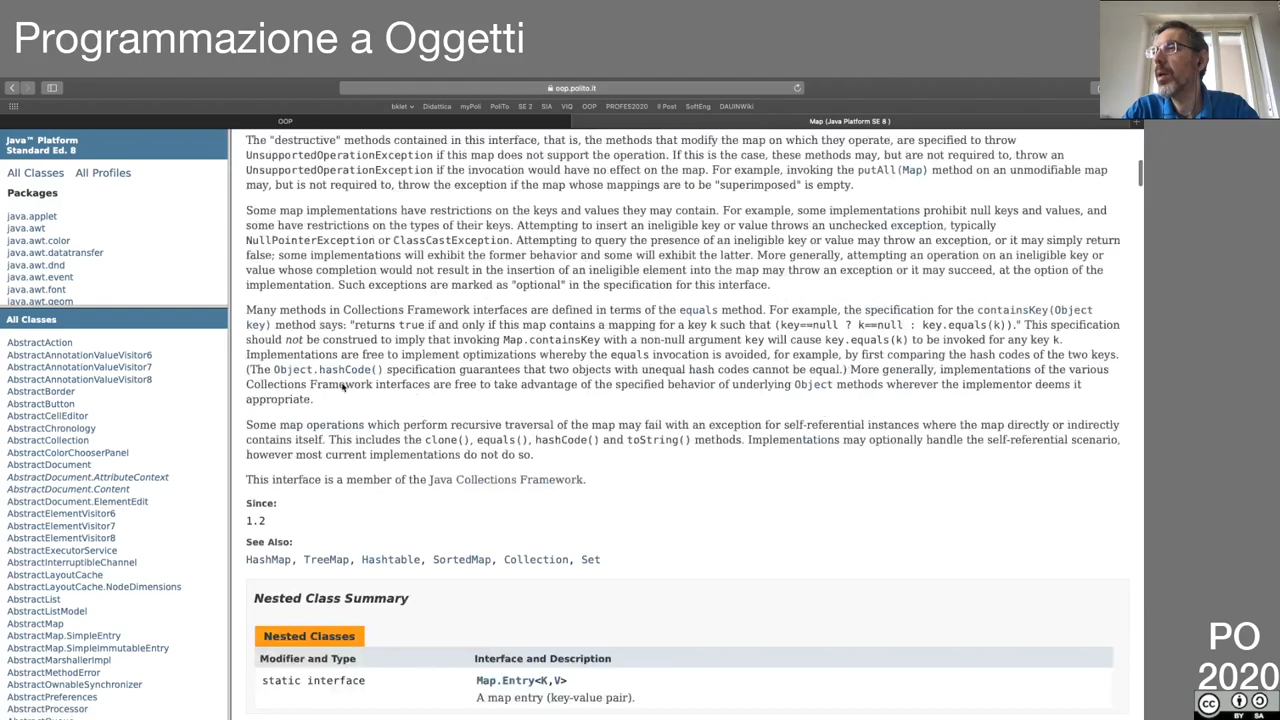 Programmazione a Oggetti
oop.polito.it
bklet Didattica myPoli PoliTo SE 2 SIA VIQ OOP PROFES2020 Il Post SoftEng DAUINWiki
OOP
Map (Java Platform SE 8 )
Java™ Platform
Standard Ed. 8
All Classes All Profiles
Packages
java.applet
java.awt
java.awt.color
java.awt.datatransfer
java.awt.dnd
java.awt.event
java.awt.font
java.awt.geom
All Classes
AbstractAction
AbstractAnnotationValueVisitor6
AbstractAnnotationValueVisitor7
AbstractAnnotationValueVisitor8
AbstractBorder
AbstractButton
AbstractCellEditor
AbstractChronology
AbstractCollection
AbstractColorChooserPanel
AbstractDocument
AbstractDocument.AttributeContext
AbstractDocument.Content
AbstractDocument.ElementEdit
AbstractElementVisitor6
AbstractElementVisitor7
AbstractElementVisitor8
AbstractExecutorService
AbstractInterruptibleChannel
AbstractLayoutCache
AbstractLayoutCache.NodeDimensions
AbstractList
AbstractListModel
AbstractMap
AbstractMap.SimpleEntry
AbstractMap.SimpleImmutableEntry
AbstractMarshallerImpl
AbstractMethodError
AbstractOwnableSynchronizer
AbstractPreferences
AbstractProcessor
AbstractQueue
The "destructive" methods contained in this interface, that is, the methods that modify the map on which they operate, are specified to throw
UnsupportedOperationException if this map does not support the operation. If this is the case, these methods may, but are not required to, throw an
UnsupportedOperationException if the invocation would have no effect on the map. For example, invoking the putAll(Map) method on an unmodifiable map
may, but is not required to, throw the exception if the map whose mappings are to be "superimposed" is empty.
Some map implementations have restrictions on the keys and values they may contain. For example, some implementations prohibit null keys and values, and
some have restrictions on the types of their keys. Attempting to insert an ineligible key or value throws an unchecked exception, typically
NullPointerException or ClassCastException. Attempting to query the presence of an ineligible key or value may throw an exception, or it may simply return
false; some implementations will exhibit the former behavior and some will exhibit the latter. More generally, attempting an operation on an ineligible key or
value whose completion would not result in the insertion of an ineligible element into the map may throw an exception or it may succeed, at the option of the
implementation. Such exceptions are marked as "optional" in the specification for this interface.
Many methods in Collections Framework interfaces are defined in terms of the equals method. For example, the specification for the containsKey(Object
key) method says: "returns true if and only if this map contains a mapping for a key k such that (key==null ? k==null : key.equals(k))." This specification
should not be construed to imply that invoking Map.containsKey with a non-null argument key will cause key.equals(k) to be invoked for any key k.
Implementations are free to implement optimizations whereby the equals invocation is avoided, for example, by first comparing the hash codes of the two keys.
(The Object.hashCode() specification guarantees that two objects with unequal hash codes cannot be equal.) More generally, implementations of the various
Collections Framework interfaces are free to take advantage of the specified behavior of underlying Object methods wherever the implementor deems it
appropriate.
Some map operations which perform recursive traversal of the map may fail with an exception for self-referential instances where the map directly or indirectly
contains itself. This includes the clone(), equals(), hashCode() and toString() methods. Implementations may optionally handle the self-referential scenario,
however most current implementations do not do so.
This interface is a member of the Java Collections Framework.
Since:
1.2
See Also:
HashMap, TreeMap, Hashtable, SortedMap, Collection, Set
Nested Class Summary
Nested Classes
Modifier and Type Interface and Description
static interface Map.Entry<K,V>
A map entry (key-value pair).
PO
2020
cc BY SA